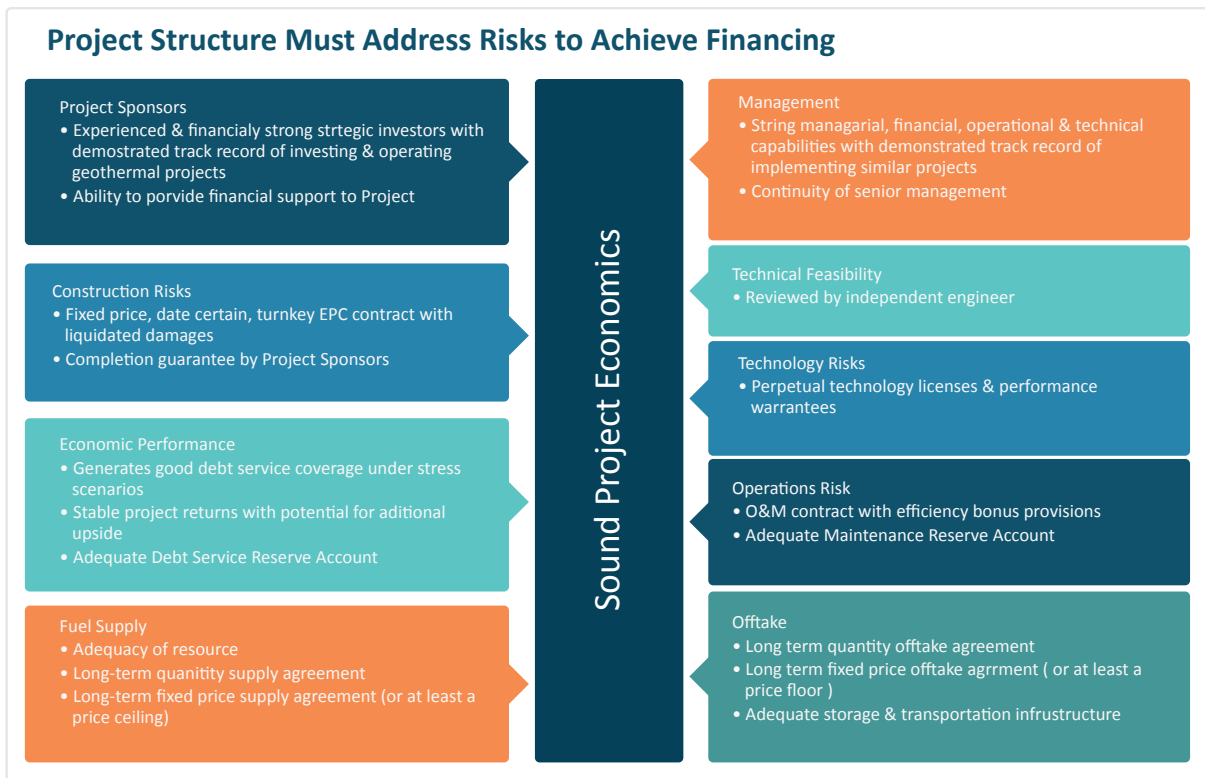 Project Structure Must Address Risks to Achieve Financing
Project Sponsors
• Experienced & financialy strong strtegic investors with
demostrated track record of investing & operating
geothermal projects
• Ability to porvide financial support to Project
Construction Risks
• Fixed price, date certain, turnkey EPC contract with
liquidated damages
• Completion guarantee by Project Sponsors
Economic Performance
• Generates good debt service coverage under stress
scenarios
• Stable project returns with potential for aditional
upside
• Adequate Debt Service Reserve Account
Fuel Supply
• Adequacy of resource
• Long-term quanitity supply agreement
• Long-term fixed price supply agreement (or at least a
price ceiling)
Sound Project Economics
Management
• String managarial, financial, operational & technical
capabilities with demonstrated track record of
implementing similar projects
• Continuity of senior management
Technical Feasibility
• Reviewed by independent engineer
Technology Risks
• Perpetual technology licenses & performance
warrantees
Operations Risk
• O&M contract with efficiency bonus provisions
• Adequate Maintenance Reserve Account
Offtake
• Long term quantity offtake agreement
• Long term fixed price offtake agrrment ( or at least a
price floor )
• Adequate storage & transportation infrustructure